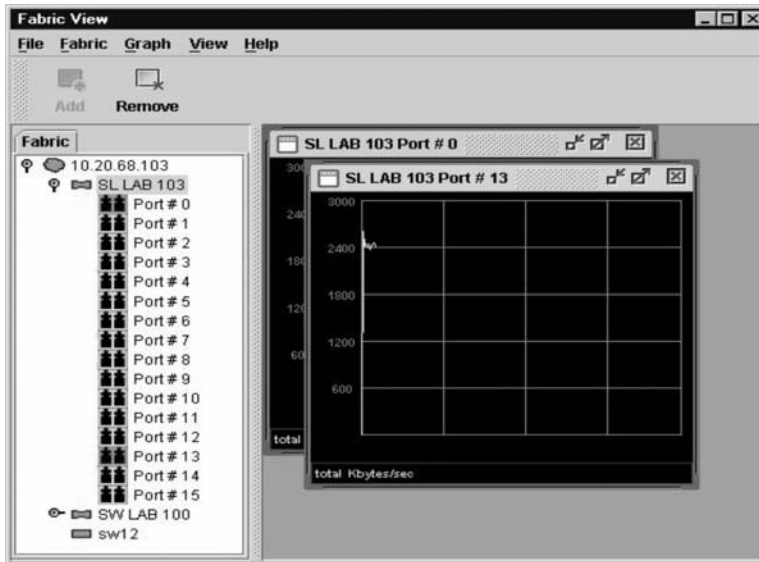 Fabric View
File Fabric Graph View Help
Add Remove
Fabric
10.20.68.103
SL LAB 103
Port # 0
Port # 1
Port # 2
Port # 3
Port # 4
Port # 5
Port # 6
Port # 7
Port # 8
Port # 9
Port # 10
Port # 11
Port # 12
Port # 13
Port # 14
Port # 15
SW LAB 100
sw12
SL LAB 103 Port # 0
total
SL LAB 103 Port # 13
3000
2400
1800
1200
600
total Kbytes/sec